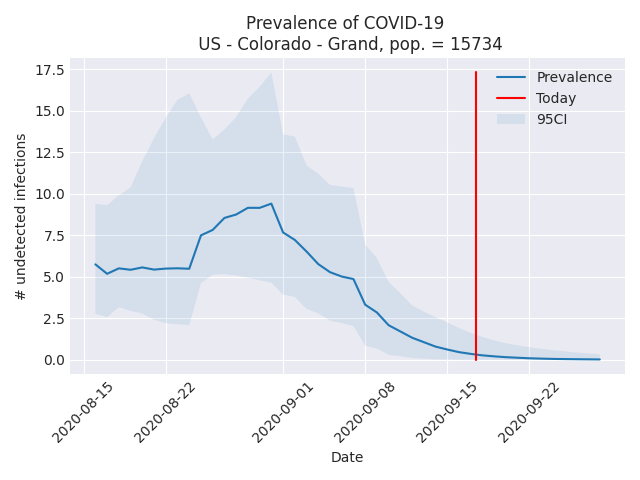 Prevalence of COVID-19
US - Colorado - Grand, pop. = 15734
17.5
15.0
12.5
10.0
7.5
5.0
2.5
0.0
# undetected infections
Prevalence
Today
95CI
2020-08-15
2020-08-22
2020-09-01
2020-09-08
2020-09-15
2020-09-22
Date